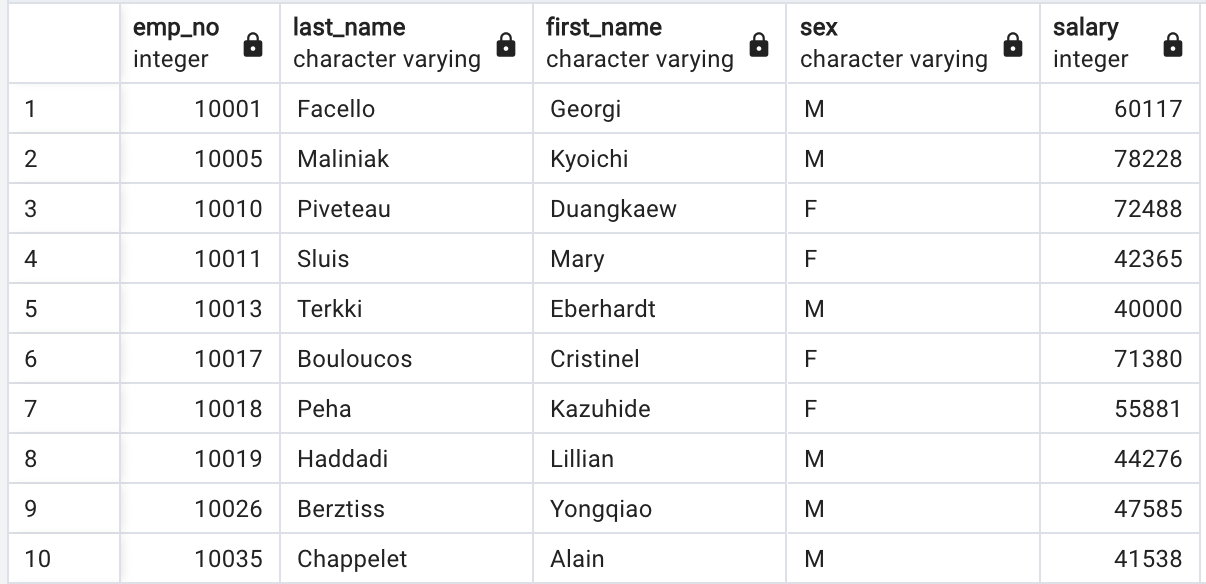 emp_no last_name first_name sex salary
integer character varying character varying character varying integer
1 10001 Facello Georgi M 60117
2 10005 Maliniak Kyoichi M 78228
3 10010 Piveteau Duangkaew F 72488
4 10011 Sluis Mary F 42365
5 10013 Terkki Eberhardt M 40000
6 10017 Bouloucos Cristinel F 71380
7 10018 Peha Kazuhide F 55881
8 10019 Haddadi Lillian M 44276
9 10026 Berztiss Yongqiao M 47585
10 10035 Chappelet Alain M 41538